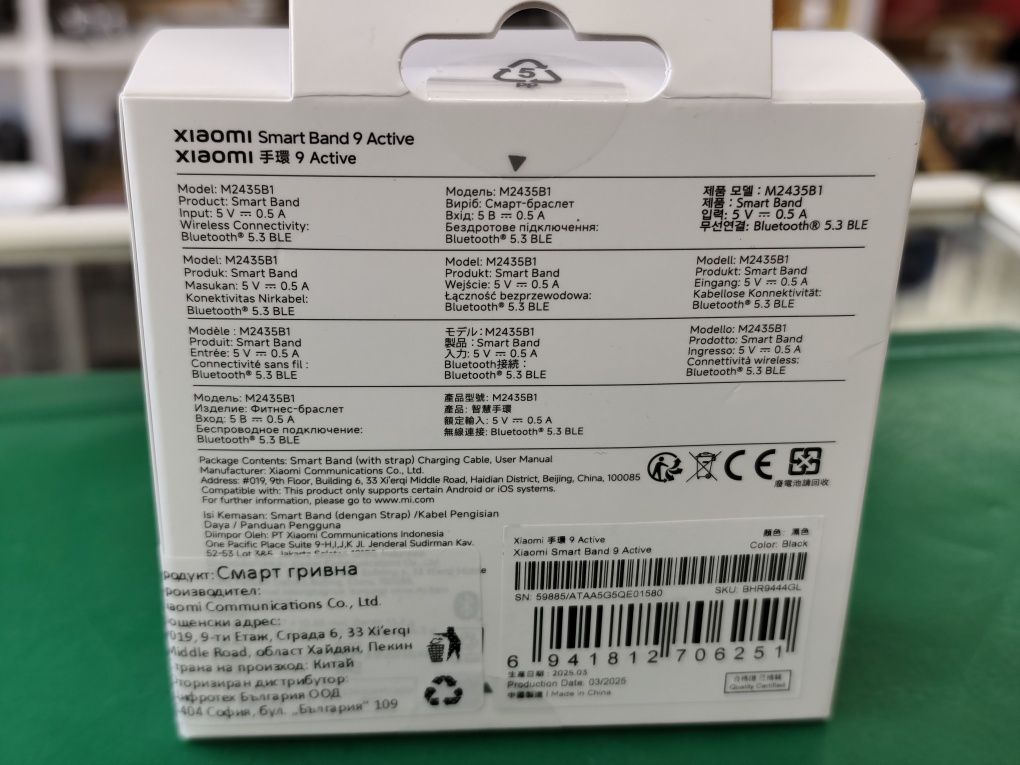 5
PP
xiaomi Smart Band 9 Active
xiaomi 手環 9 Active
Model: M2435B1
Product: Smart Band
Input: 5 V ⎓ 0.5 A
Wireless Connectivity:
Bluetooth® 5.3 BLE
Модель: M2435B1
Виріб: Смарт-браслет
Вхід: 5 В ⎓ 0.5 A
Бездротове підключення:
Bluetooth® 5.3 BLE
제품 모델 : M2435B1
제품 : Smart Band
입력: 5 V ⎓ 0.5 A
무선연결: Bluetooth® 5.3 BLE
Model: M2435B1
Produk: Smart Band
Masukan: 5 V ⎓ 0.5 A
Konektivitas Nirkabel:
Bluetooth® 5.3 BLE
Model: M2435B1
Produkt: Smart Band
Wejście: 5 V ⎓ 0.5 A
Łączność bezprzewodowa:
Bluetooth® 5.3 BLE
Modell: M2435B1
Produkt: Smart Band
Eingang: 5 V ⎓ 0.5 A
Kabellose Konnektivität:
Bluetooth® 5.3 BLE
Modèle : M2435B1
Produit: Smart Band
Entrée: 5 V ⎓ 0.5 A
Connectivité sans fil :
Bluetooth® 5.3 BLE
モデル：M2435B1
製品：Smart Band
入力: 5 V ⎓ 0.5 A
Bluetooth接続：
Bluetooth® 5.3 BLE
Modello: M2435B1
Prodotto: Smart Band
Ingresso: 5 V ⎓ 0.5 A
Connettività wireless:
Bluetooth® 5.3 BLE
Модель: M2435B1
Изделие: Фитнес-браслет
Вход: 5 В ⎓ 0.5 A
Беспроводное подключение:
Bluetooth® 5.3 BLE
產品型號: M2435B1
產品: 智慧手環
額定輸入: 5 V ⎓ 0.5 A
無線連接: Bluetooth® 5.3 BLE
Package Contents: Smart Band (with strap) Charging Cable, User Manual
Manufacturer: Xiaomi Communications Co., Ltd.
Address: #019, 9th Floor, Building 6, 33 Xi'erqi Middle Road, Haidian District, Beijing, China, 100085
Compatible with: This product only supports certain Android or iOS systems.
For further information, please go to www.mi.com
CE
廢電池請回收
Isi Kemasan: Smart Band (dengan Strap) /Kabel Pengisian
Daya / Panduan Pengguna
Diimpor Oleh: PT Xiaomi Communications Indonesia
One Pacific Place Suite 9-H,I,J,K Jl. Jenderal Sudirman Kav.
52-53 Lot 3&5, Jakarta
родукт: Смарт гривна
роизводител:
aomi Communications Co., Ltd.
ощенски адрес:
019, 9-ти Етаж, Сграда 6, 33 Xi'erqi
Middle Road, област Хайдян, Пекин
трана на произход: Китай
торизиран дистрибутор:
нфротех България ООД
404 София, бул. „България" 109
Xiaomi 手環 9 Active
顏色: 黑色
Xiaomi Smart Band 9 Active
Color: Black
SN: 59885/ATAA5G5QE01580
SKU: BHR9444GL
6 941812 706251
生產日期：2025.03
Production Date: 03/2025
中國製造 | Made in China
Quality Certified